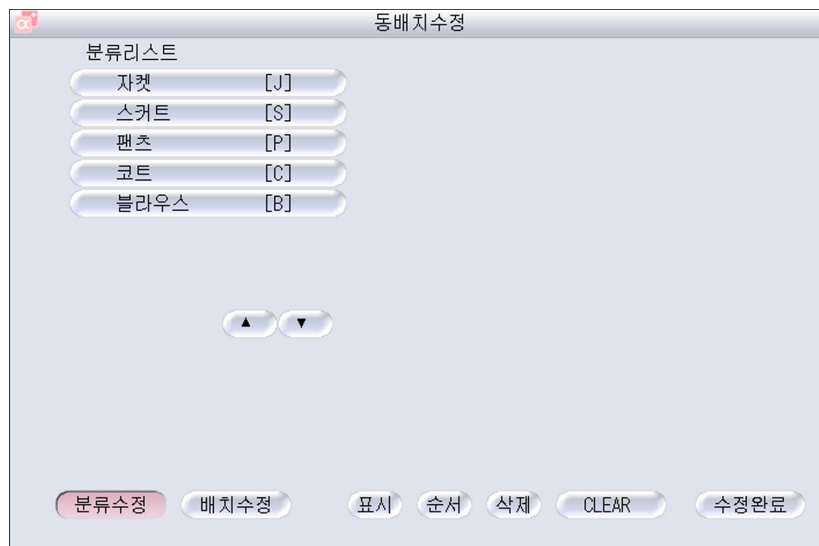 동배치수정
분류리스트
자켓 [J]
스커트 [S]
팬츠 [P]
코트 [C]
블라우스 [B]
▲ ▼
분류수정 배치수정 표시 순서 삭제 CLEAR 수정완료